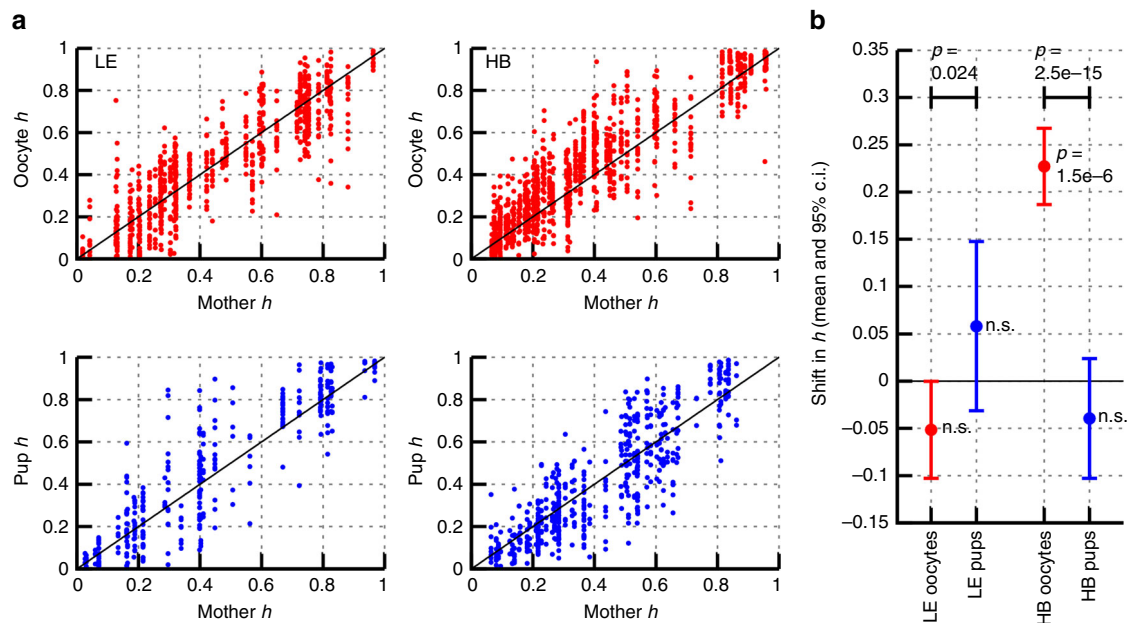 a
LE
Oocyte h
1
0.8
0.6
0.4
0.2
0
0 0.2 0.4 0.6 0.8 1
Mother h
HB
Oocyte h
1
0.8
0.6
0.4
0.2
0
0 0.2 0.4 0.6 0.8 1
Mother h
Pup h
1
0.8
0.6
0.4
0.2
0
0 0.2 0.4 0.6 0.8 1
Mother h
Pup h
1
0.8
0.6
0.4
0.2
0
0 0.2 0.4 0.6 0.8 1
Mother h
b
Shift in h (mean and 95% c.i.)
0.35
0.3
0.25
0.2
0.15
0.1
0.05
0
−0.05
−0.1
−0.15
p =
0.024
p =
2.5e−15
p =
1.5e−6
n.s.
n.s.
n.s.
LE oocytes
LE pups
HB oocytes
HB pups